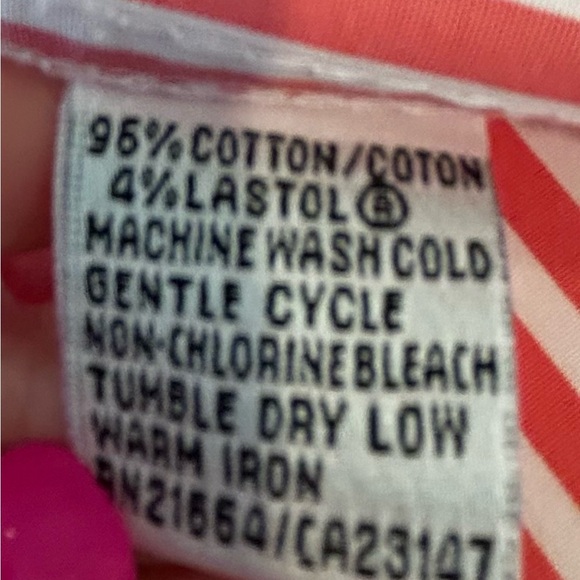 96% COTTON/COTON
4% LASTOL ®
MACHINE WASH COLD
GENTLE CYCLE
NON-CHLORINE BLEACH
TUMBLE DRY LOW
WARM IRON
RN21664/CA23147